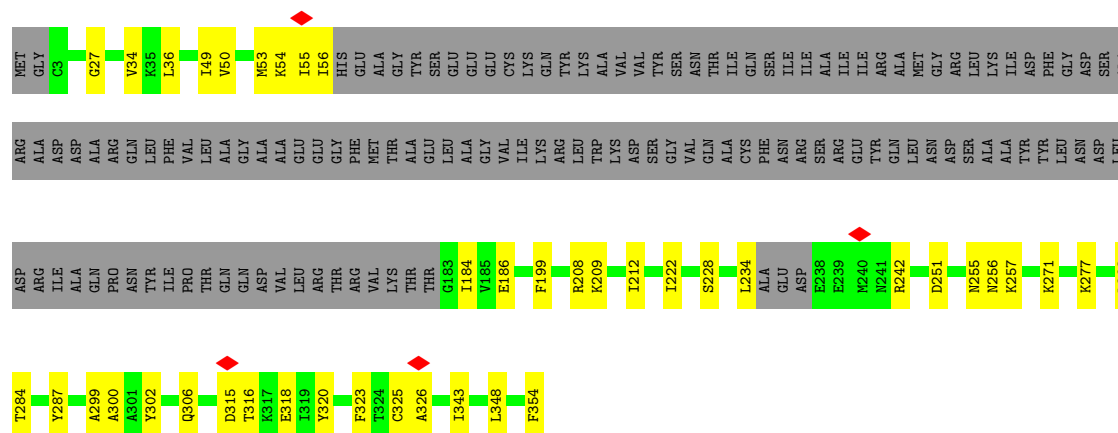 MET GLY C3 G27 V34 K35 L36 I49 V50 M53 K54 I55 I56 HIS GLU ALA GLY TYR SER GLU GLU GLU CYS LYS GLN TYR LYS ALA VAL VAL TYR SER ASN THR ILE GLN SER ILE ILE ALA ILE ILE ARG ALA MET GLY ARG LEU LYS ILE ASP PHE GLY ASP SER
ARG ALA ASP ASP ALA ARG GLN LEU PHE VAL LEU ALA GLY ALA ALA GLU GLU GLY PHE MET THR ALA GLU LEU ALA GLY VAL ILE LYS ARG LEU TRP LYS ASP SER GLY VAL GLN ALA CYS PHE ASN ARG SER ARG GLU TYR GLN LEU ASN ASP SER ALA ALA TYR TYR LEU ASN ASP LEU
ASP ARG ILE ALA GLN PRO ASN TYR ILE PRO THR GLN GLN ASP VAL LEU ARG THR ARG VAL LYS THR THR G183 I184 V185 E186 F199 R208 K209 I212 I222 S228 L234 ALA GLU ASP E238 E239 M240 N241 R242 D251 N255 N256 K257 K271 K277
T284 Y287 A299 A300 A301 Y302 Q306 D315 T316 K317 E318 I319 Y320 F323 T324 C325 A326 I343 L348 F354